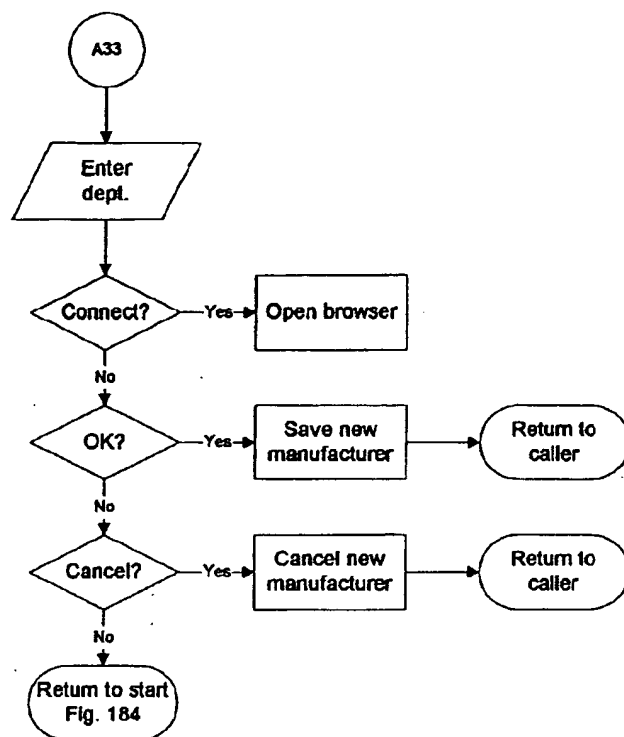 A33
Enter
dept.
Connect?
Yes
Open browser
No
OK?
Yes
Save new
manufacturer
Return to
caller
No
Cancel?
Yes
Cancel new
manufacturer
Return to
caller
No
Return to start
Fig. 184